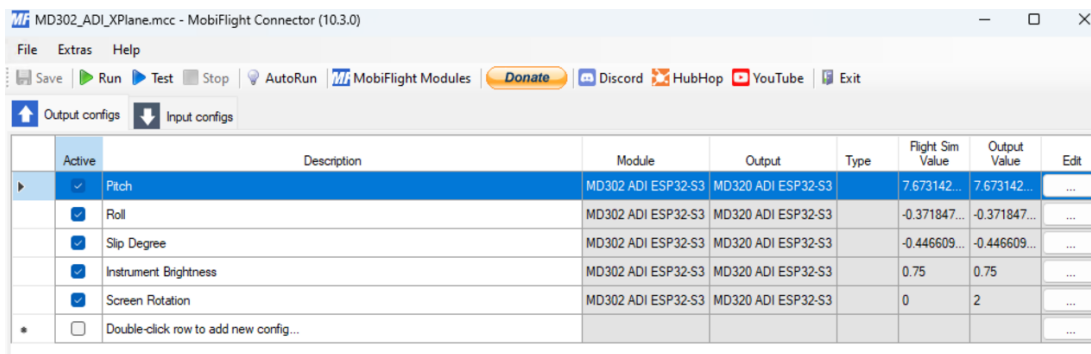 MF MD302_ADI_XPlane.mcc - MobiFlight Connector (10.3.0)
File Extras Help
Save Run Test Stop AutoRun MF MobiFlight Modules Donate Discord HubHop YouTube Exit
Output configs Input configs
Active Description Module Output Type Flight Sim Value Output Value Edit
Pitch MD302 ADI ESP32-S3 MD320 ADI ESP32-S3 7.673142... 7.673142... ...
Roll MD302 ADI ESP32-S3 MD320 ADI ESP32-S3 -0.371847... -0.371847... ...
Slip Degree MD302 ADI ESP32-S3 MD320 ADI ESP32-S3 -0.446609... -0.446609... ...
Instrument Brightness MD302 ADI ESP32-S3 MD320 ADI ESP32-S3 0.75 0.75 ...
Screen Rotation MD302 ADI ESP32-S3 MD320 ADI ESP32-S3 0 2 ...
Double-click row to add new config... ...